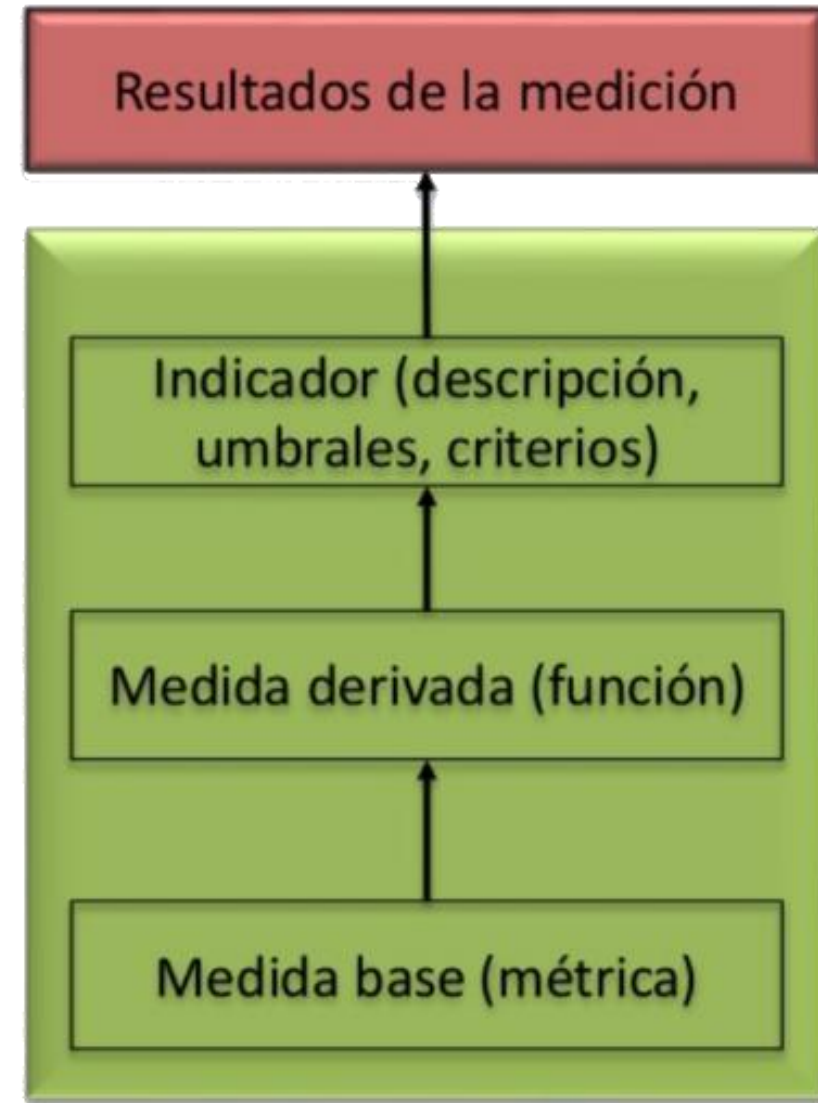 Resultados de la medición
Indicador (descripción,
umbrales, criterios)
Medida derivada (función)
Medida base (métrica)